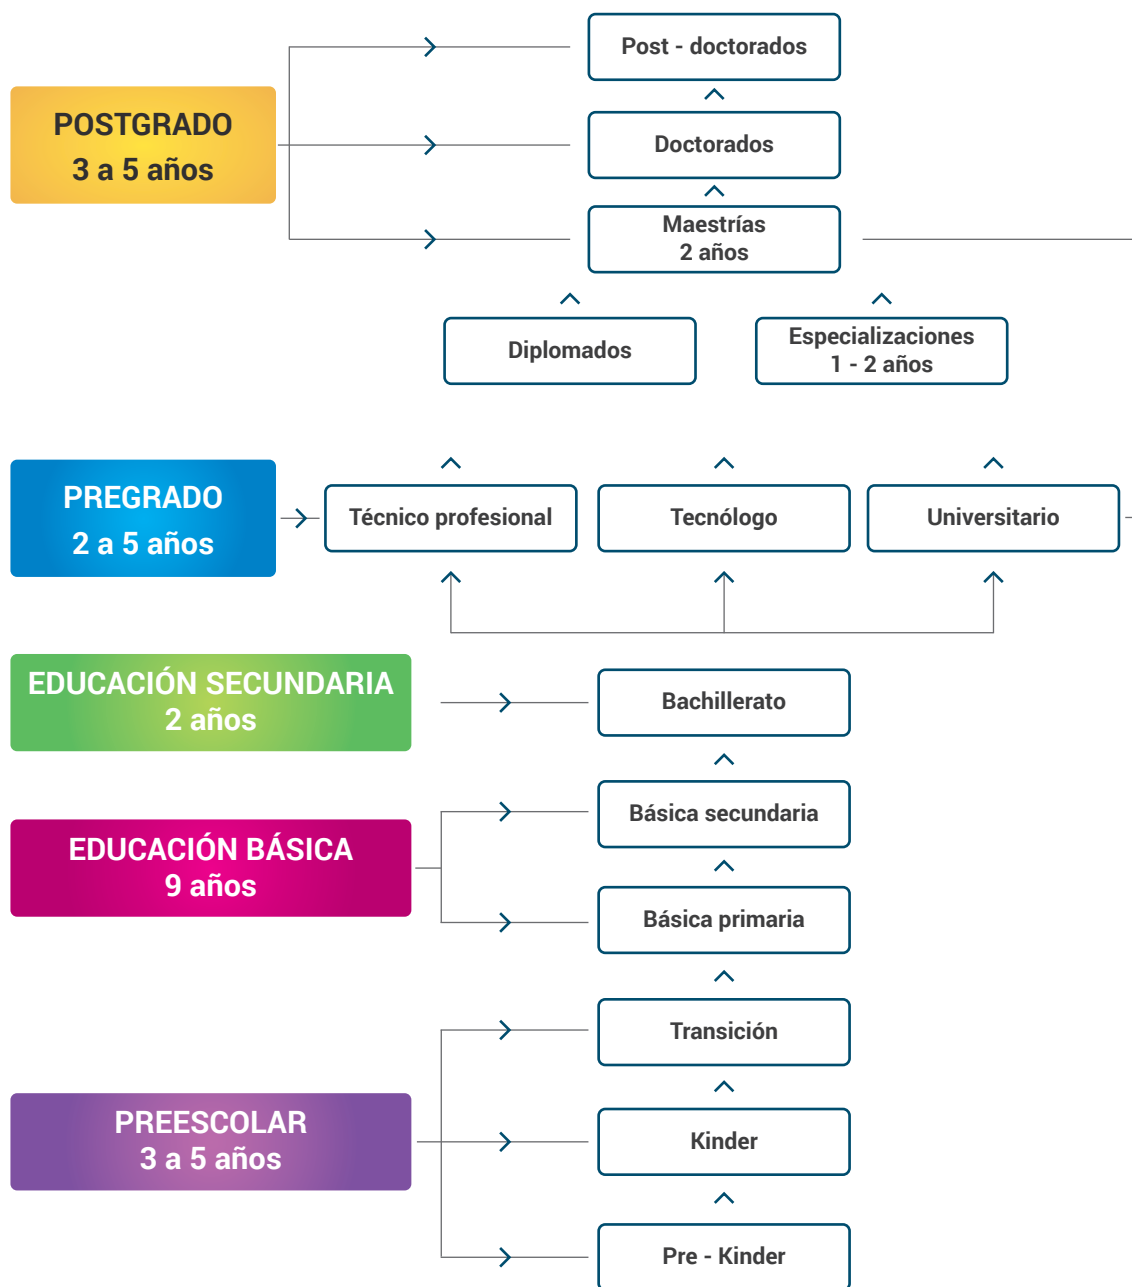 Post - doctorados
POSTGRADO
3 a 5 años
Doctorados
Maestrías
2 años
Diplomados
Especializaciones
1 - 2 años
PREGRADO
2 a 5 años
Técnico profesional
Tecnólogo
Universitario
EDUCACIÓN SECUNDARIA
2 años
Bachillerato
Básica secundaria
EDUCACIÓN BÁSICA
9 años
Básica primaria
Transición
PREESCOLAR
3 a 5 años
Kinder
Pre - Kinder